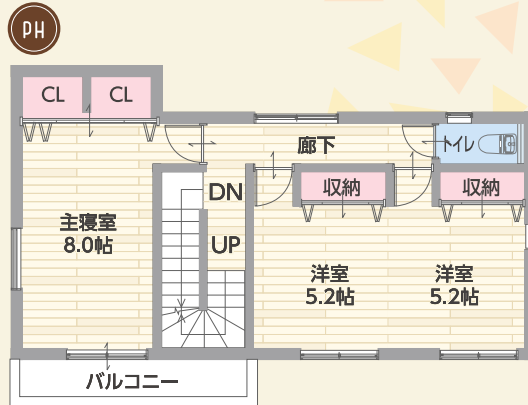 PH
CL
CL
廊下
トイレ
収納
収納
DN
UP
主寝室
8.0帖
洋室
5.2帖
洋室
5.2帖
バルコニー